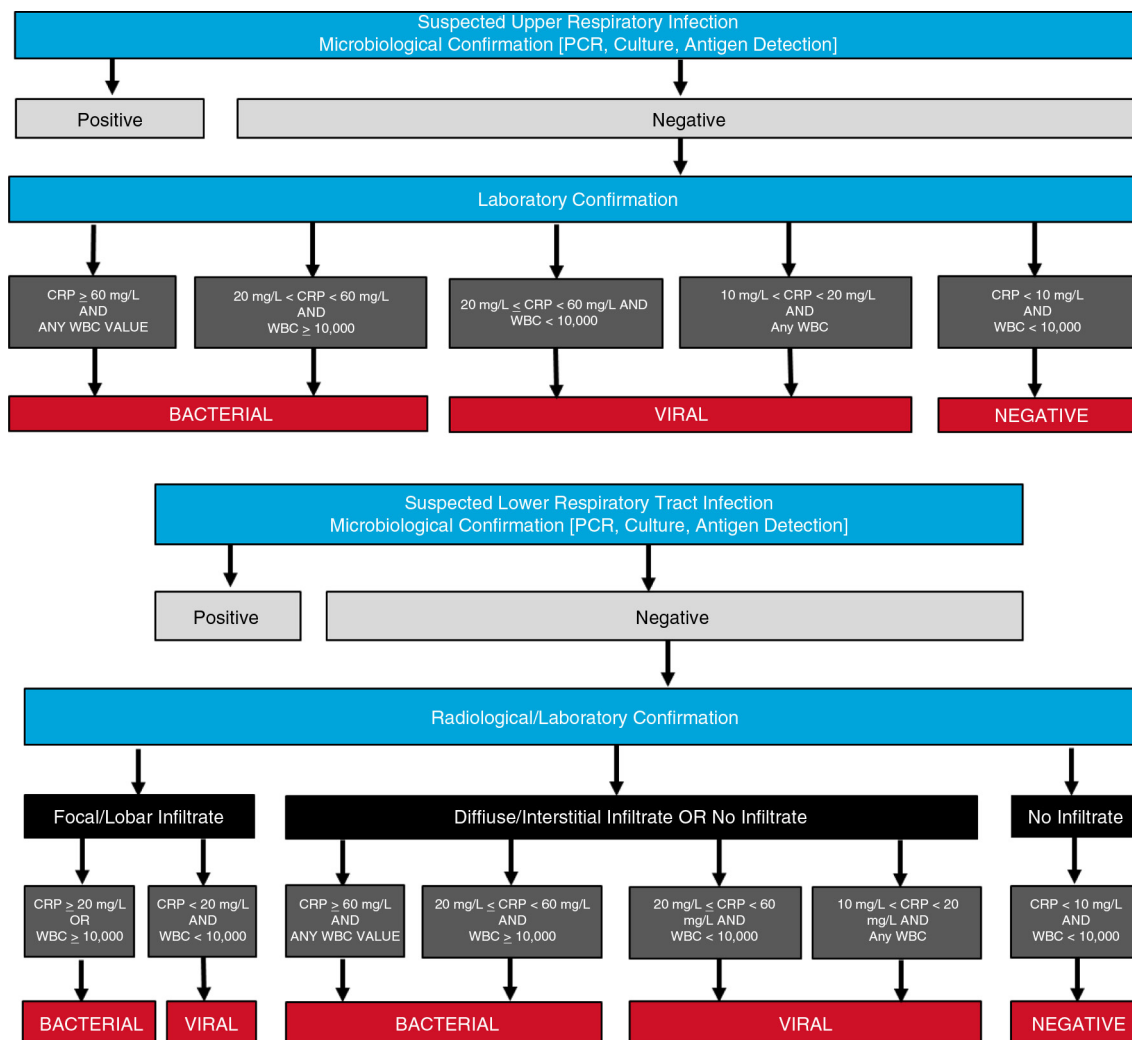 Suspected Upper Respiratory Infection
Microbiological Confirmation [PCR, Culture, Antigen Detection]
Positive
Negative
Laboratory Confirmation
CRP ≥ 60 mg/L
AND
ANY WBC VALUE
20 mg/L < CRP < 60 mg/L
AND
WBC ≥ 10,000
20 mg/L ≤ CRP < 60 mg/L AND
WBC < 10,000
10 mg/L < CRP < 20 mg/L
AND
Any WBC
CRP < 10 mg/L
AND
WBC < 10,000
BACTERIAL
VIRAL
NEGATIVE
Suspected Lower Respiratory Tract Infection
Microbiological Confirmation [PCR, Culture, Antigen Detection]
Positive
Negative
Radiological/Laboratory Confirmation
Focal/Lobar Infiltrate
Diffiuse/Interstitial Infiltrate OR No Infiltrate
No Infiltrate
CRP ≥ 20 mg/L
OR
WBC ≥ 10,000
CRP < 20 mg/L
AND
WBC < 10,000
CRP ≥ 60 mg/L
AND
ANY WBC VALUE
20 mg/L ≤ CRP < 60 mg/L
AND
WBC ≥ 10,000
20 mg/L ≤ CRP < 60
mg/L AND
WBC < 10,000
10 mg/L < CRP < 20
mg/L AND
Any WBC
CRP < 10 mg/L
AND
WBC < 10,000
BACTERIAL
VIRAL
BACTERIAL
VIRAL
NEGATIVE